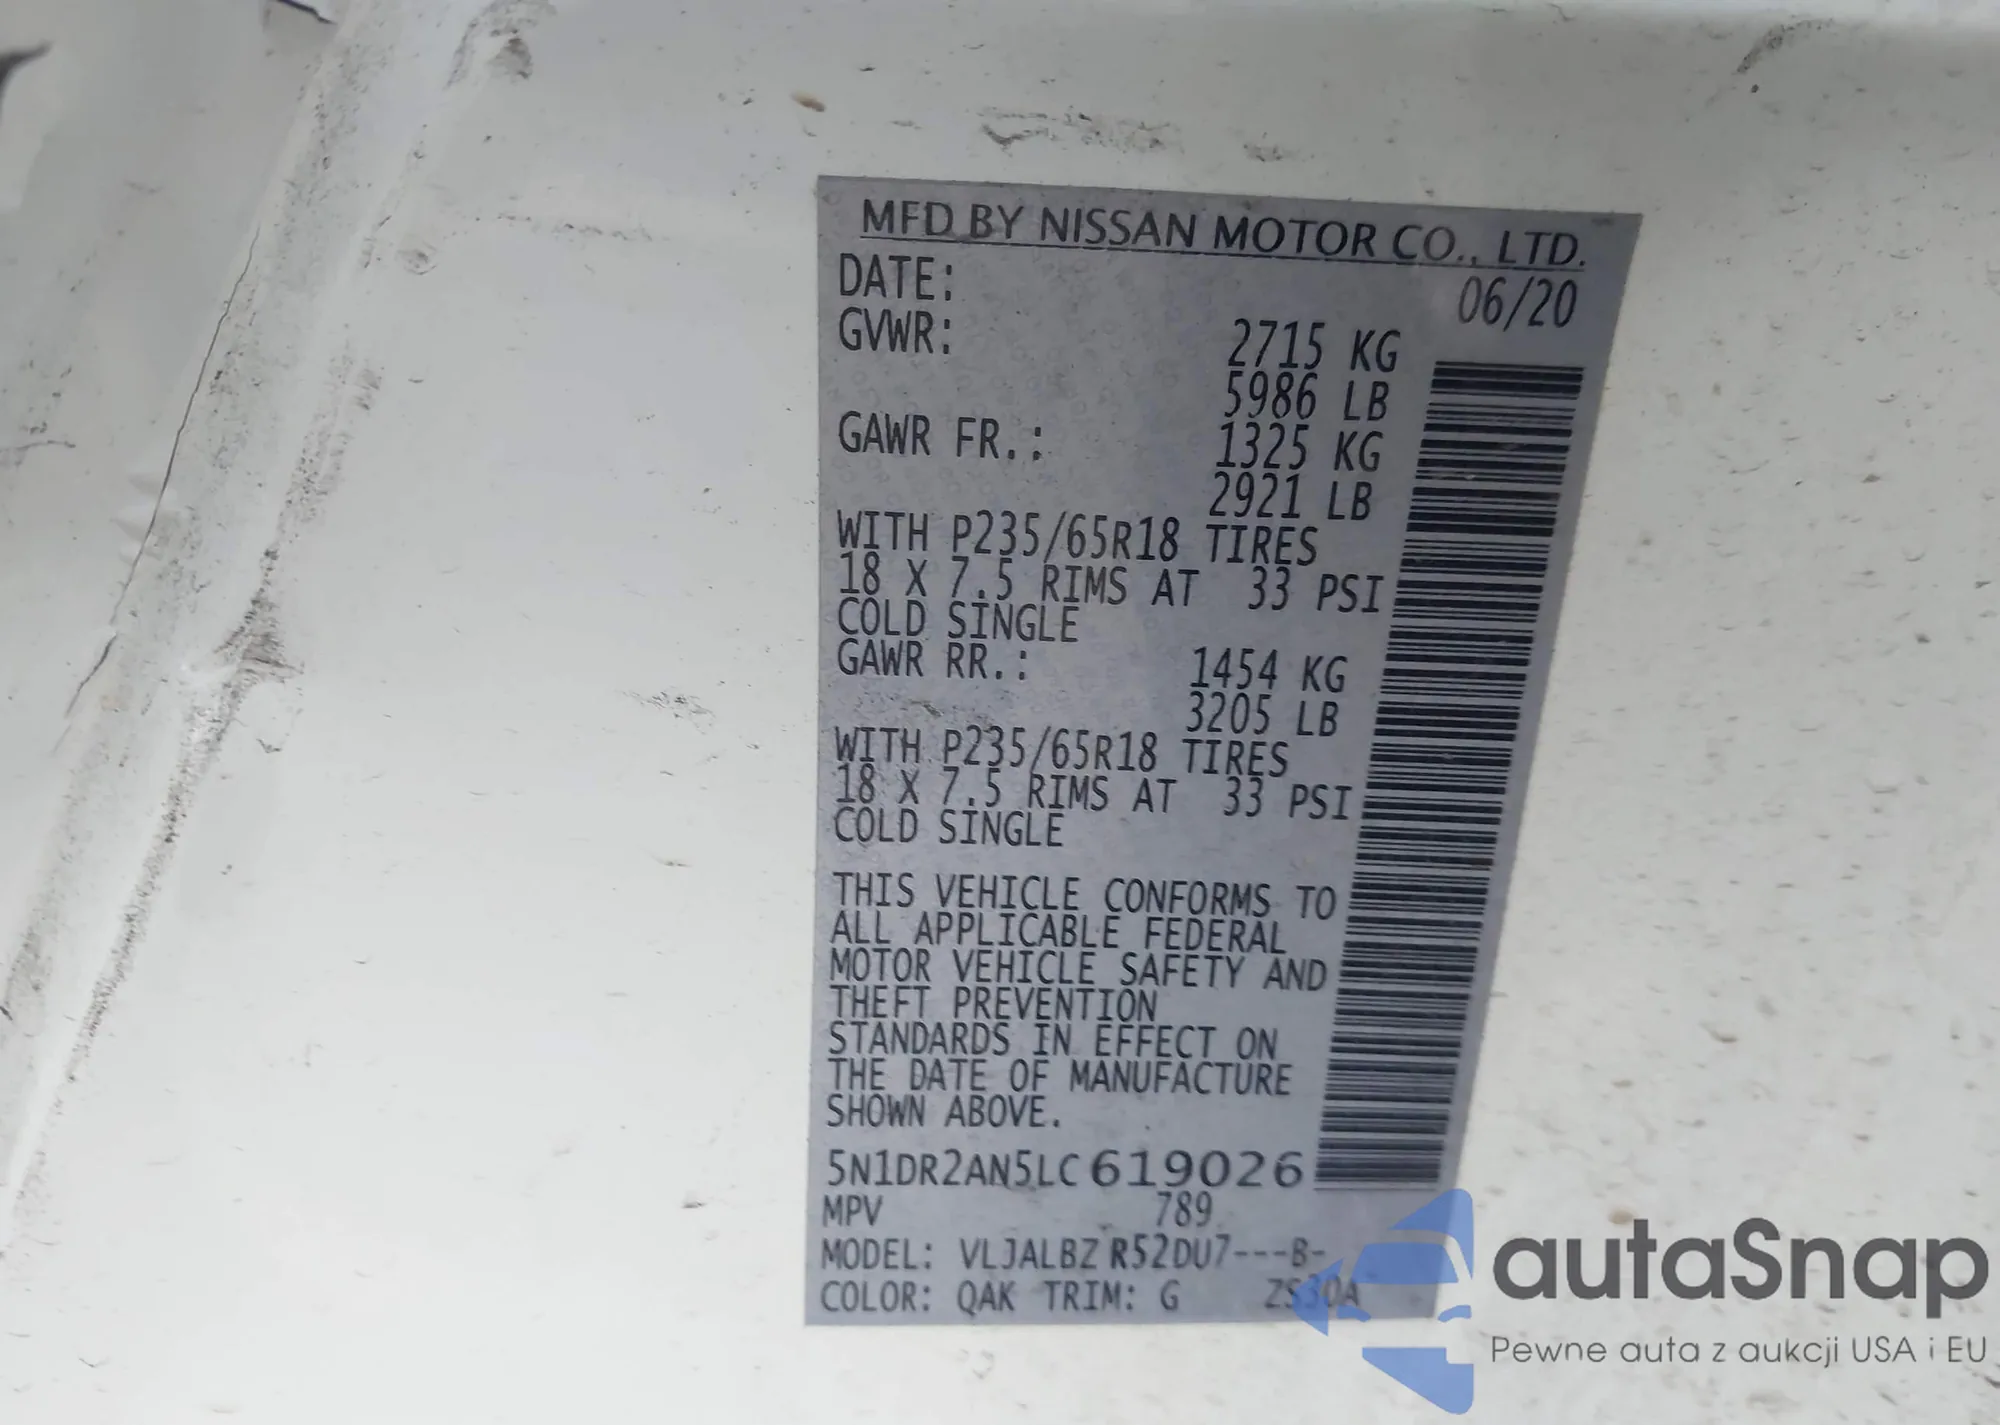 MFD BY NISSAN MOTOR CO., LTD.
DATE: 06/20
GVWR: 2715 KG
5986 LB
GAWR FR.: 1325 KG
2921 LB
WITH P235/65R18 TIRES
18 X 7.5 RIMS AT 33 PSI
COLD SINGLE
GAWR RR.: 1454 KG
3205 LB
WITH P235/65R18 TIRES
18 X 7.5 RIMS AT 33 PSI
COLD SINGLE
THIS VEHICLE CONFORMS TO
ALL APPLICABLE FEDERAL
MOTOR VEHICLE SAFETY AND
THEFT PREVENTION
STANDARDS IN EFFECT ON
THE DATE OF MANUFACTURE
SHOWN ABOVE.
5N1DR2AN5LC619026
MPV 789
MODEL: VLJALBZ R52DU7---B-
COLOR: QAK TRIM: G ZS30A
autaSnap
Pewne auta z aukcji USA i EU